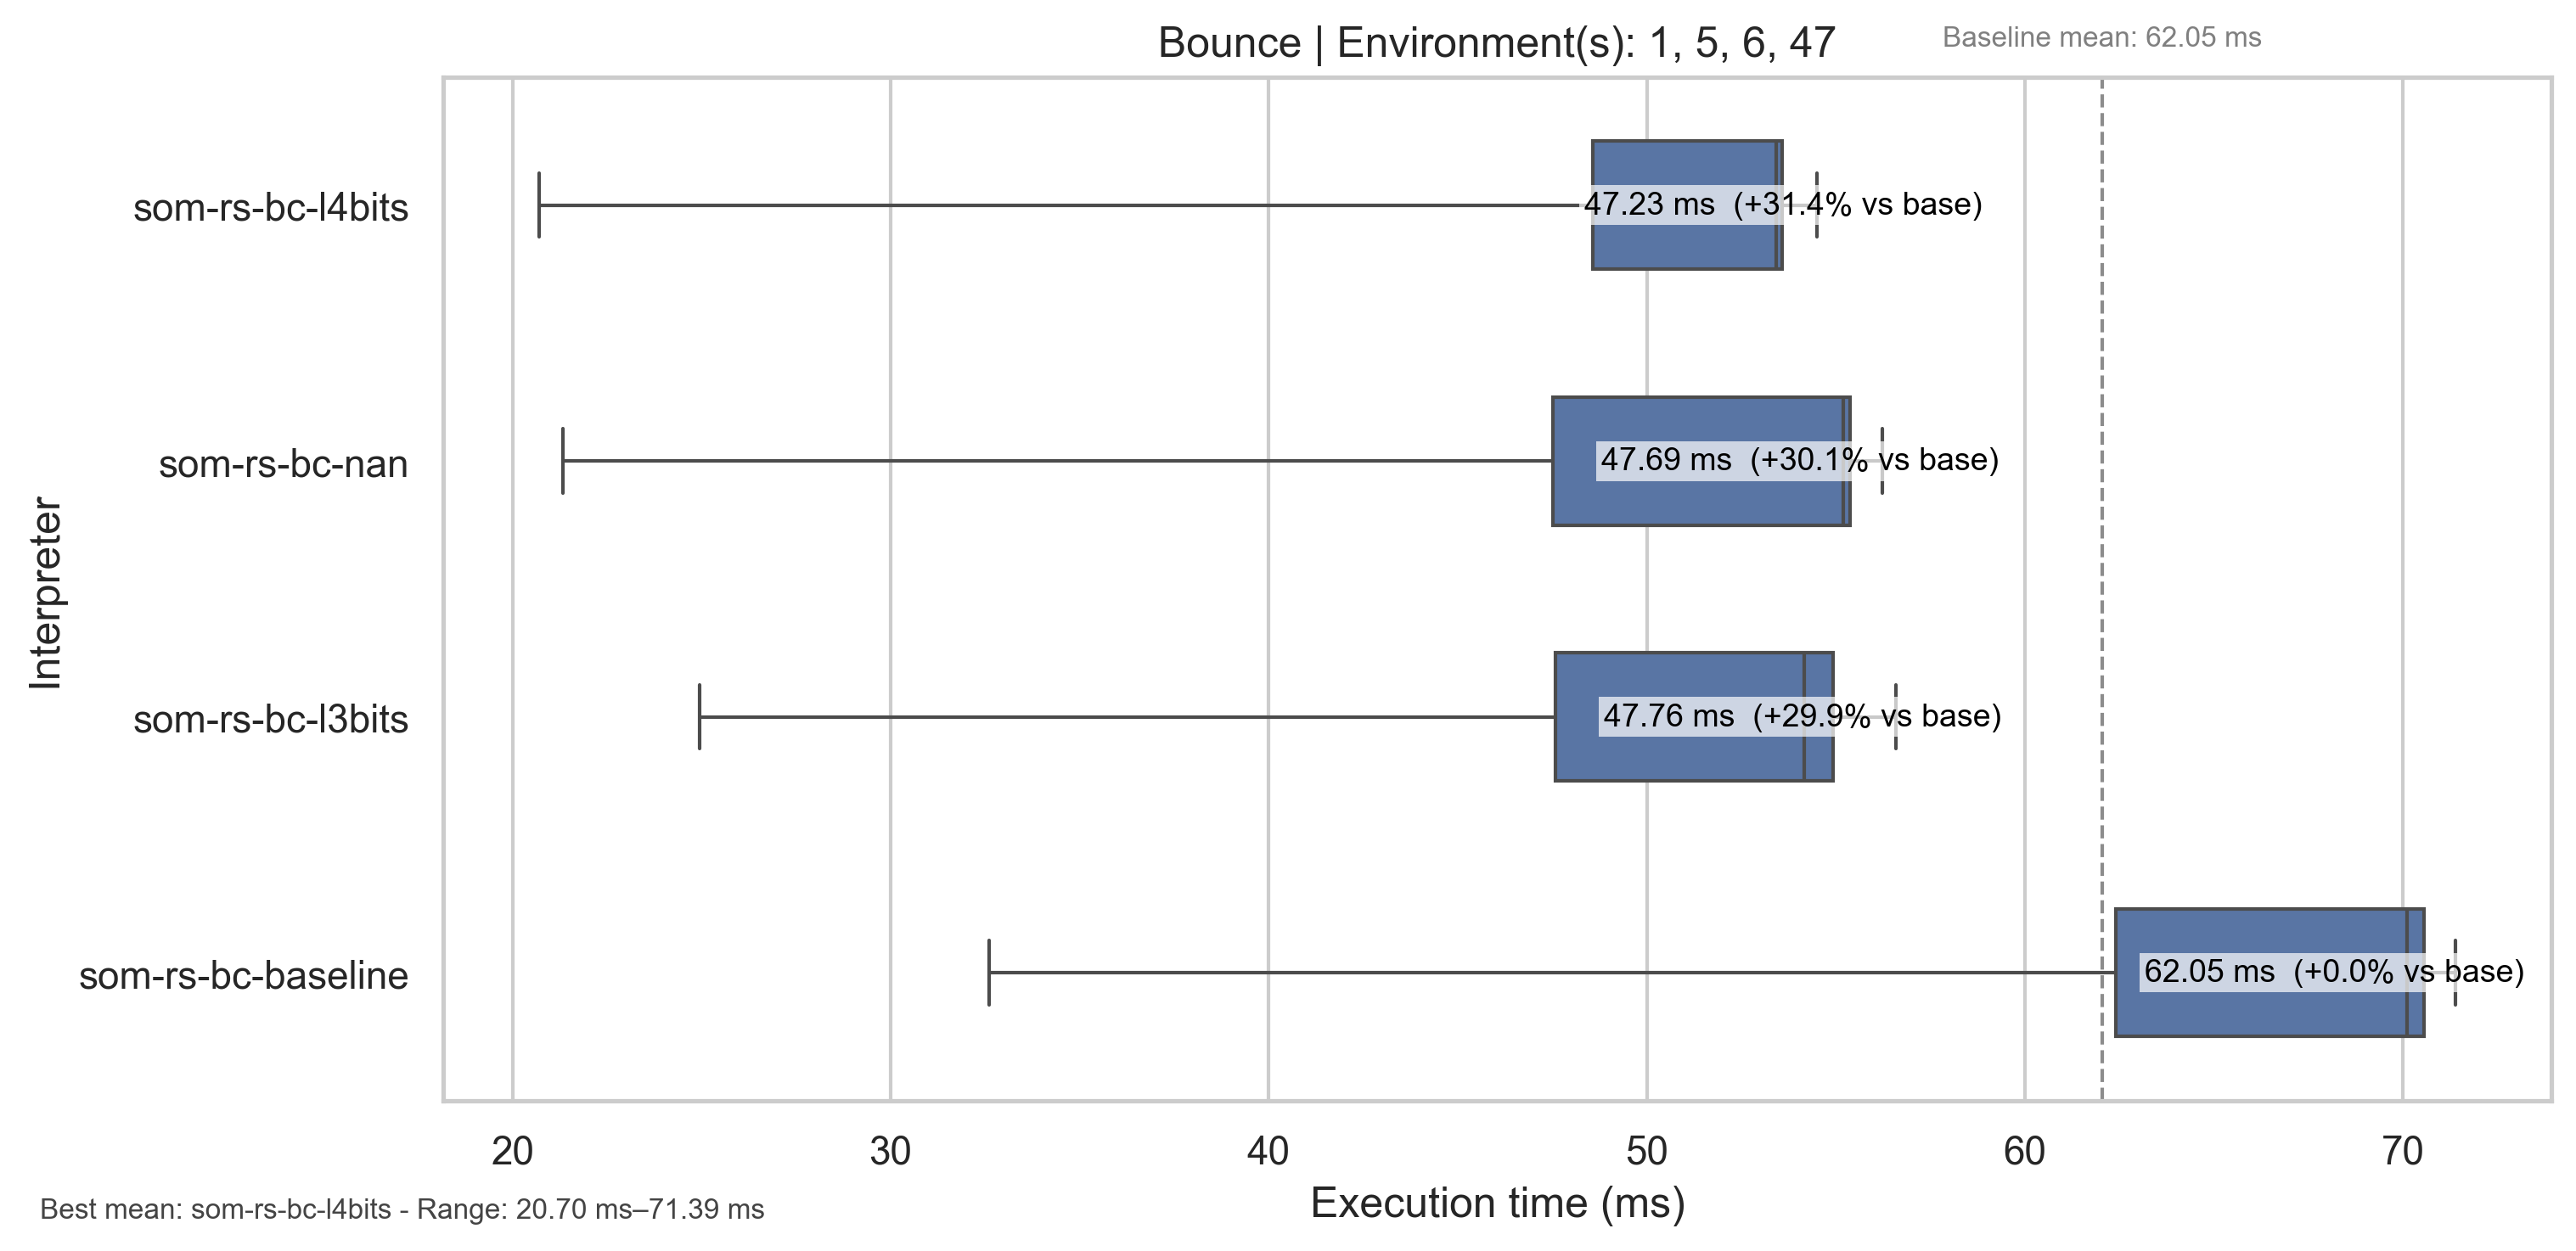 Bounce | Environment(s): 1, 5, 6, 47
Baseline mean: 62.05 ms
Interpreter
som-rs-bc-l4bits
47.23 ms (+31.4% vs base)
som-rs-bc-nan
47.69 ms (+30.1% vs base)
som-rs-bc-l3bits
47.76 ms (+29.9% vs base)
som-rs-bc-baseline
62.05 ms (+0.0% vs base)
20 30 40 50 60 70
Execution time (ms)
Best mean: som-rs-bc-l4bits - Range: 20.70 ms–71.39 ms